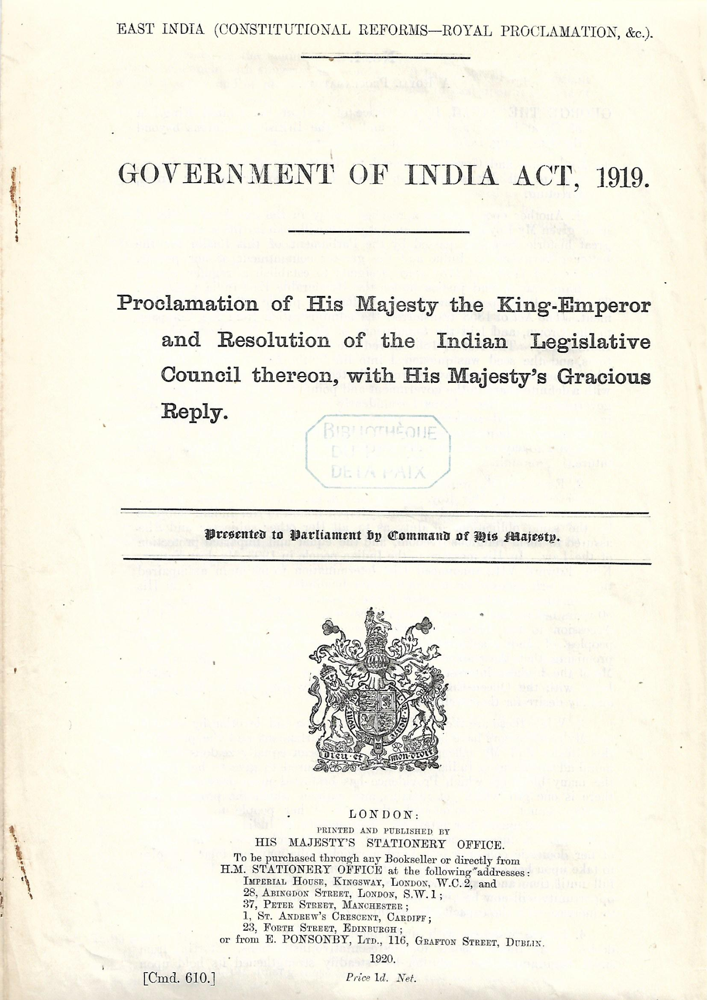 EAST INDIA (CONSTITUTIONAL REFORMS—ROYAL PROCLAMATION, &c.).
GOVERNMENT OF INDIA ACT, 1919.
Proclamation of His Majesty the King-Emperor
and Resolution of the Indian Legislative
Council thereon, with His Majesty's Gracious
Reply.
BIBLIOTHÉQUE
DE LA PAIX
Presented to Parliament by Command of His Majesty.
Dieu et mon droit
LONDON:
PRINTED AND PUBLISHED BY
HIS MAJESTY'S STATIONERY OFFICE.
To be purchased through any Bookseller or directly from
H.M. STATIONERY OFFICE at the following addresses:
IMPERIAL HOUSE, KINGSWAY, LONDON, W.C. 2, and
28, ABINGDON STREET, LONDON, S.W. 1;
37, PETER STREET, MANCHESTER;
1, ST. ANDREW'S CRESCENT, CARDIFF;
23, FORTH STREET, EDINBURGH;
or from E. PONSONBY, LTD., 116, GRAFTON STREET, DUBLIN.
1920.
[Cmd. 610.] Price 1d. Net.